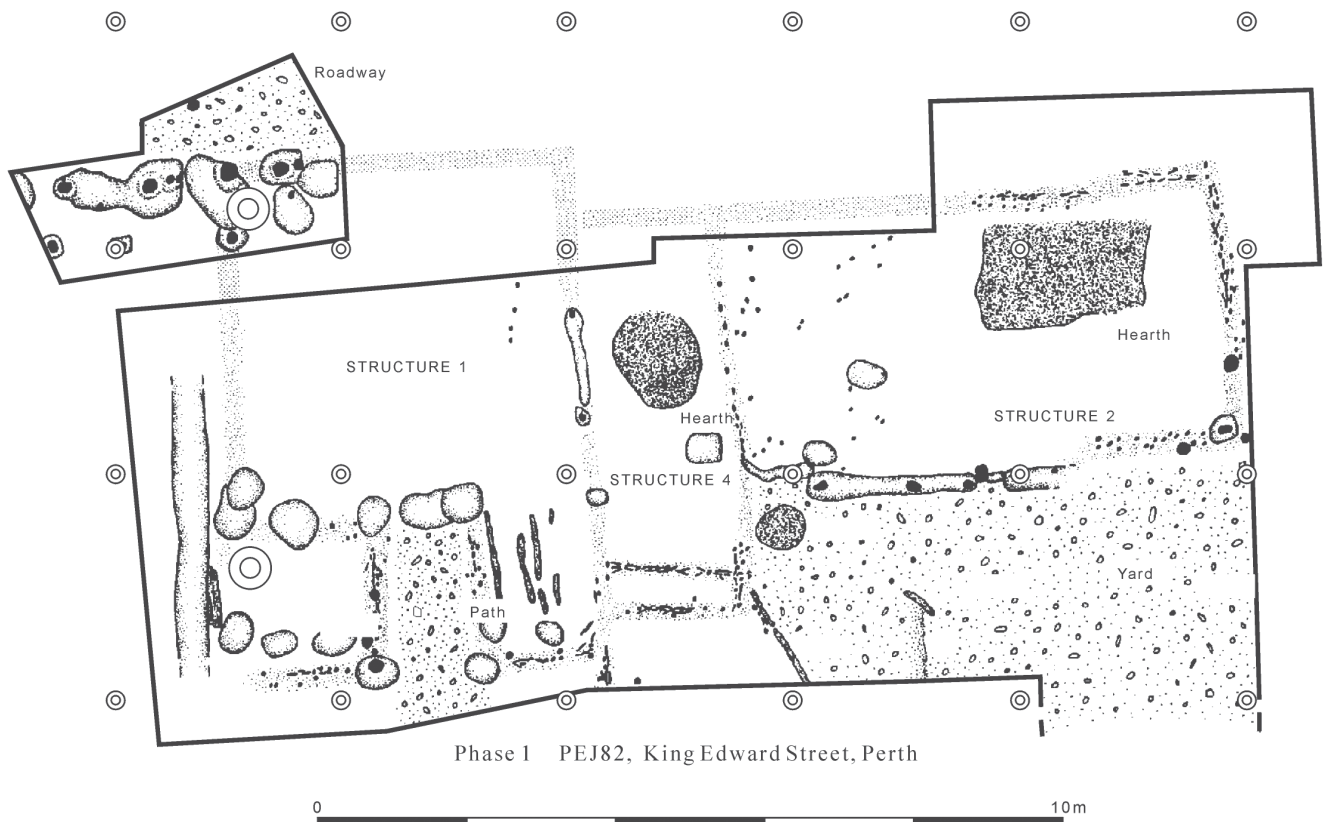 Roadway
STRUCTURE 1
Hearth
STRUCTURE 2
Hearth
STRUCTURE 4
Yard
Path
Phase 1 PEJ82, King Edward Street, Perth
0 10m